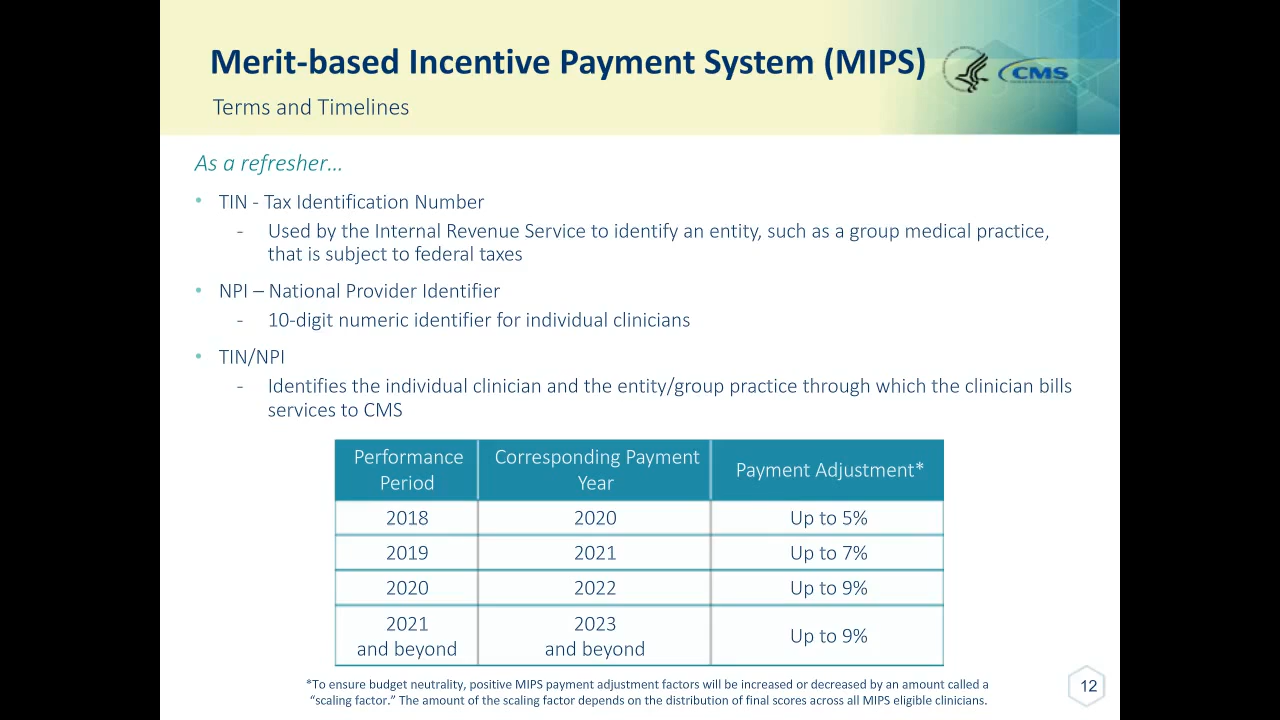 Merit-based Incentive Payment System (MIPS)
CMS
Terms and Timelines
As a refresher…
• TIN - Tax Identification Number
- Used by the Internal Revenue Service to identify an entity, such as a group medical practice,
that is subject to federal taxes
• NPI – National Provider Identifier
- 10-digit numeric identifier for individual clinicians
• TIN/NPI
- Identifies the individual clinician and the entity/group practice through which the clinician bills
services to CMS
Performance Period | Corresponding Payment Year | Payment Adjustment*
2018 | 2020 | Up to 5%
2019 | 2021 | Up to 7%
2020 | 2022 | Up to 9%
2021 and beyond | 2023 and beyond | Up to 9%
*To ensure budget neutrality, positive MIPS payment adjustment factors will be increased or decreased by an amount called a
“scaling factor.” The amount of the scaling factor depends on the distribution of final scores across all MIPS eligible clinicians.
12